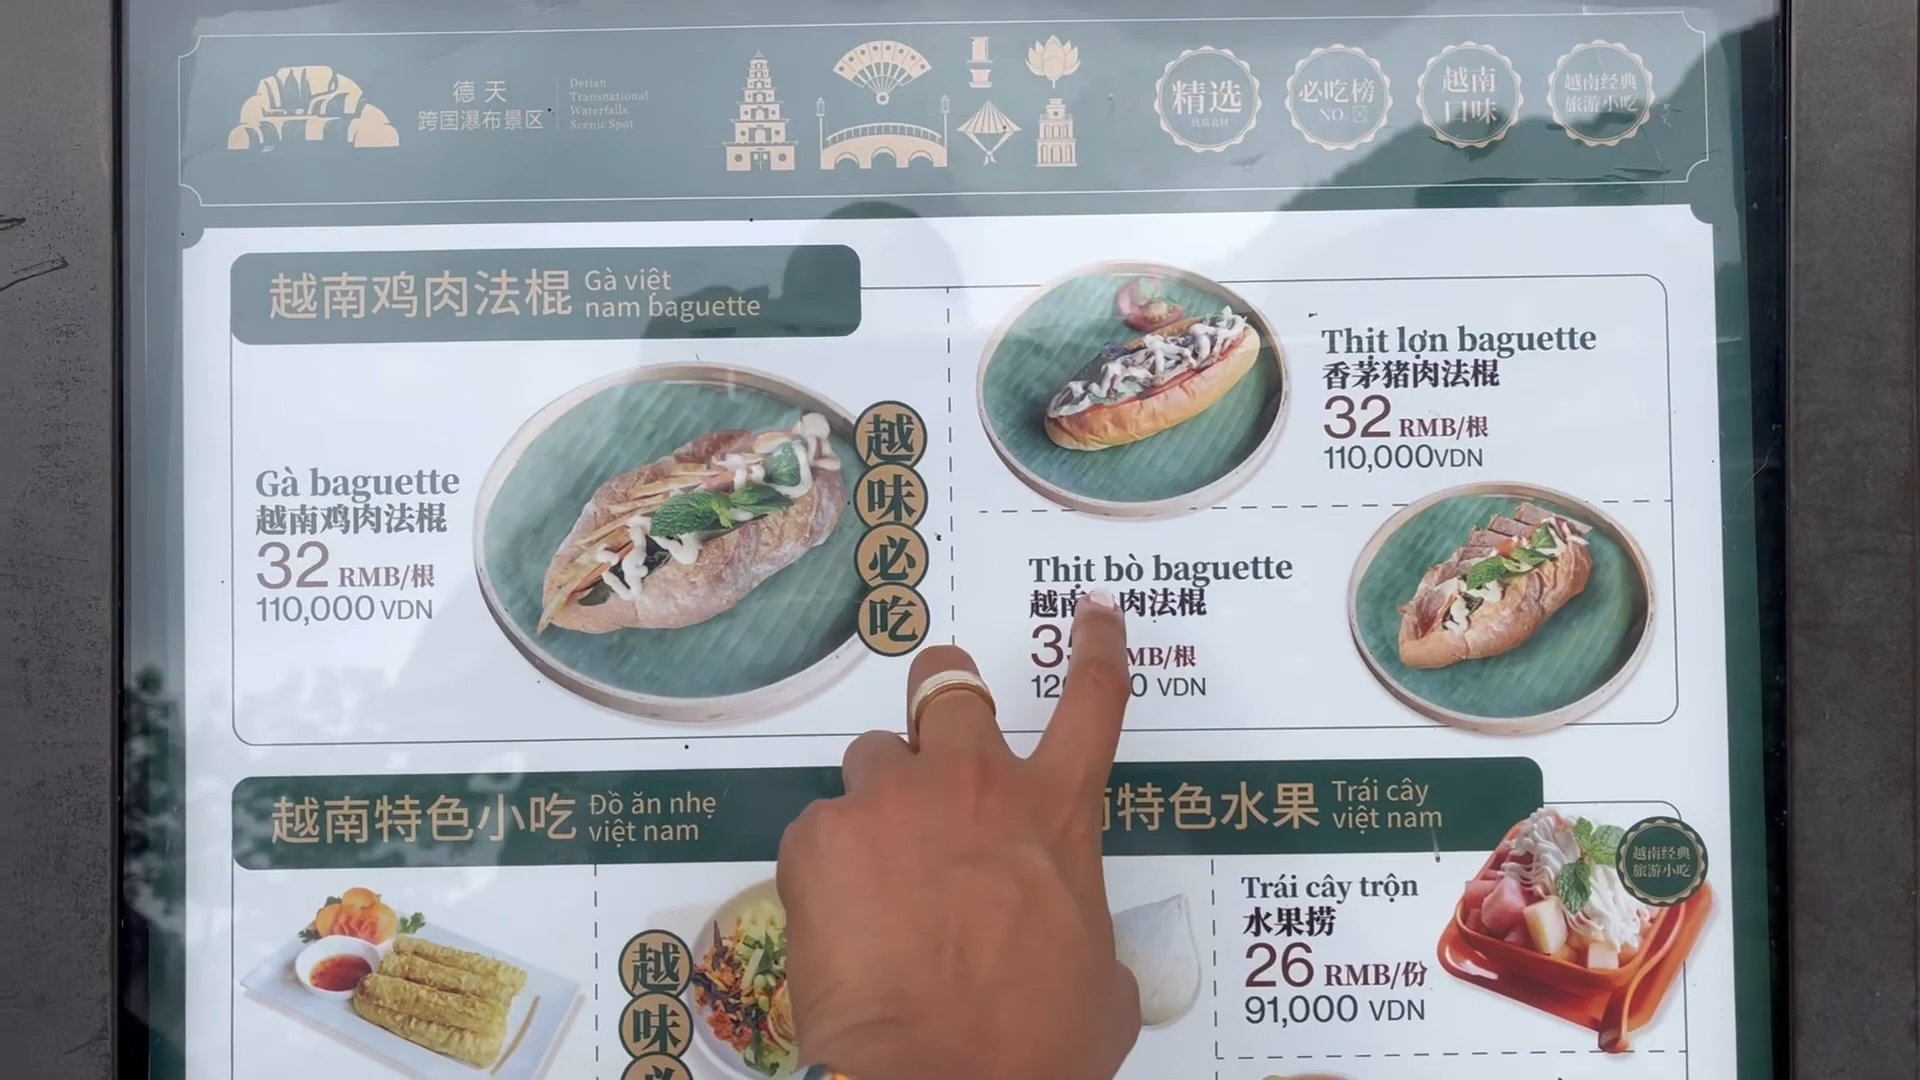 德天
跨国瀑布景区
Detian
Transnational
Waterfalls
Scenic Spot
精选
必吃榜
NO.
越南
口味
越南经典
旅游小吃
越南鸡肉法棍
Gà việt
nam baguette
Gà baguette
越南鸡肉法棍
32 RMB/根
110,000 VDN
越味必吃
Thịt lợn baguette
香茅猪肉法棍
32 RMB/根
110,000VDN
Thịt bò baguette
越南 肉法棍
MB/根
VDN
越南特色小吃
Đồ ăn nhẹ
việt nam
特色水果
Trái cây
việt nam
越南经典
旅游小吃
Trái cây trộn
水果捞
26 RMB/份
91,000 VDN
越味